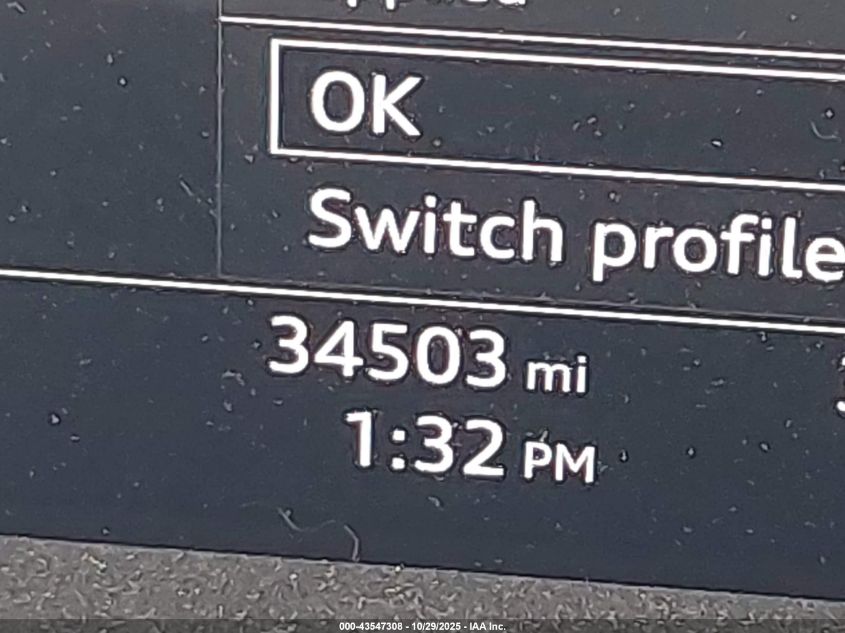 OK
Switch profile
34503 mi
1:32 PM
000-43547308 - 10/29/2025 - IAA Inc.